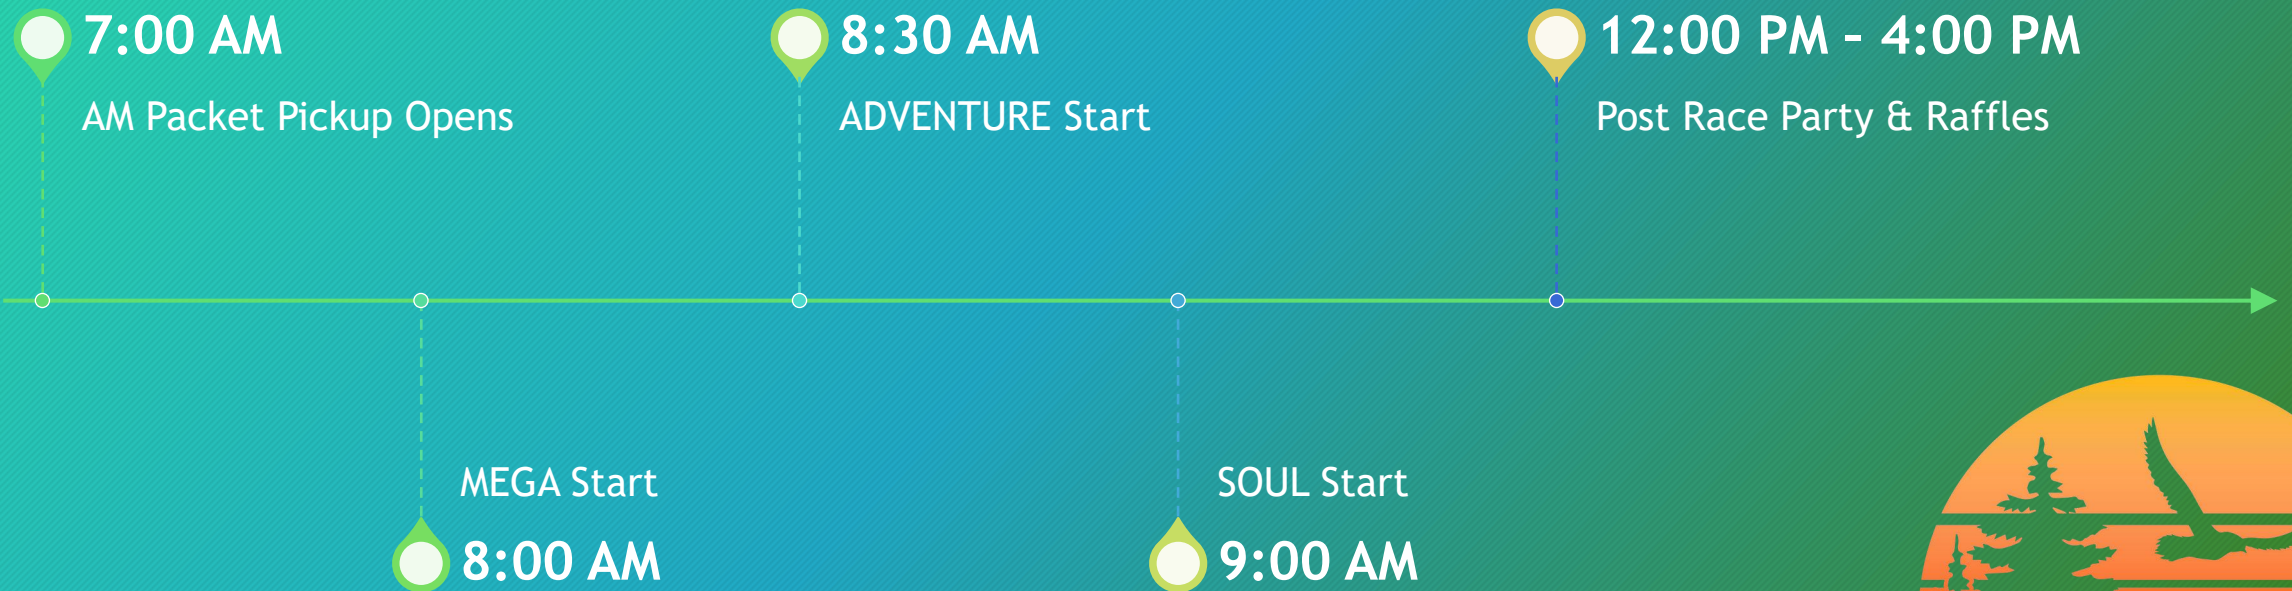 7:00 AM
AM Packet Pickup Opens
MEGA Start
8:00 AM
8:30 AM
ADVENTURE Start
SOUL Start
9:00 AM
12:00 PM - 4:00 PM
Post Race Party & Raffles